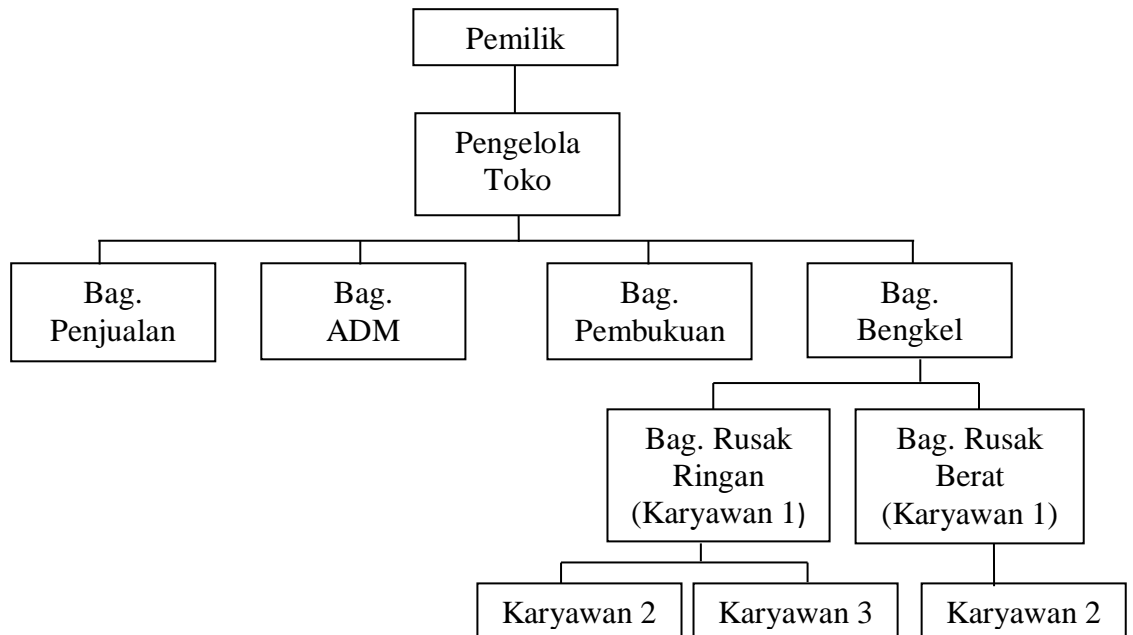 Pemilik
Pengelola
Toko
Bag.
Penjualan
Bag.
ADM
Bag.
Pembukuan
Bag.
Bengkel
Bag. Rusak
Ringan
(Karyawan 1)
Bag. Rusak
Berat
(Karyawan 1)
Karyawan 2
Karyawan 3
Karyawan 2